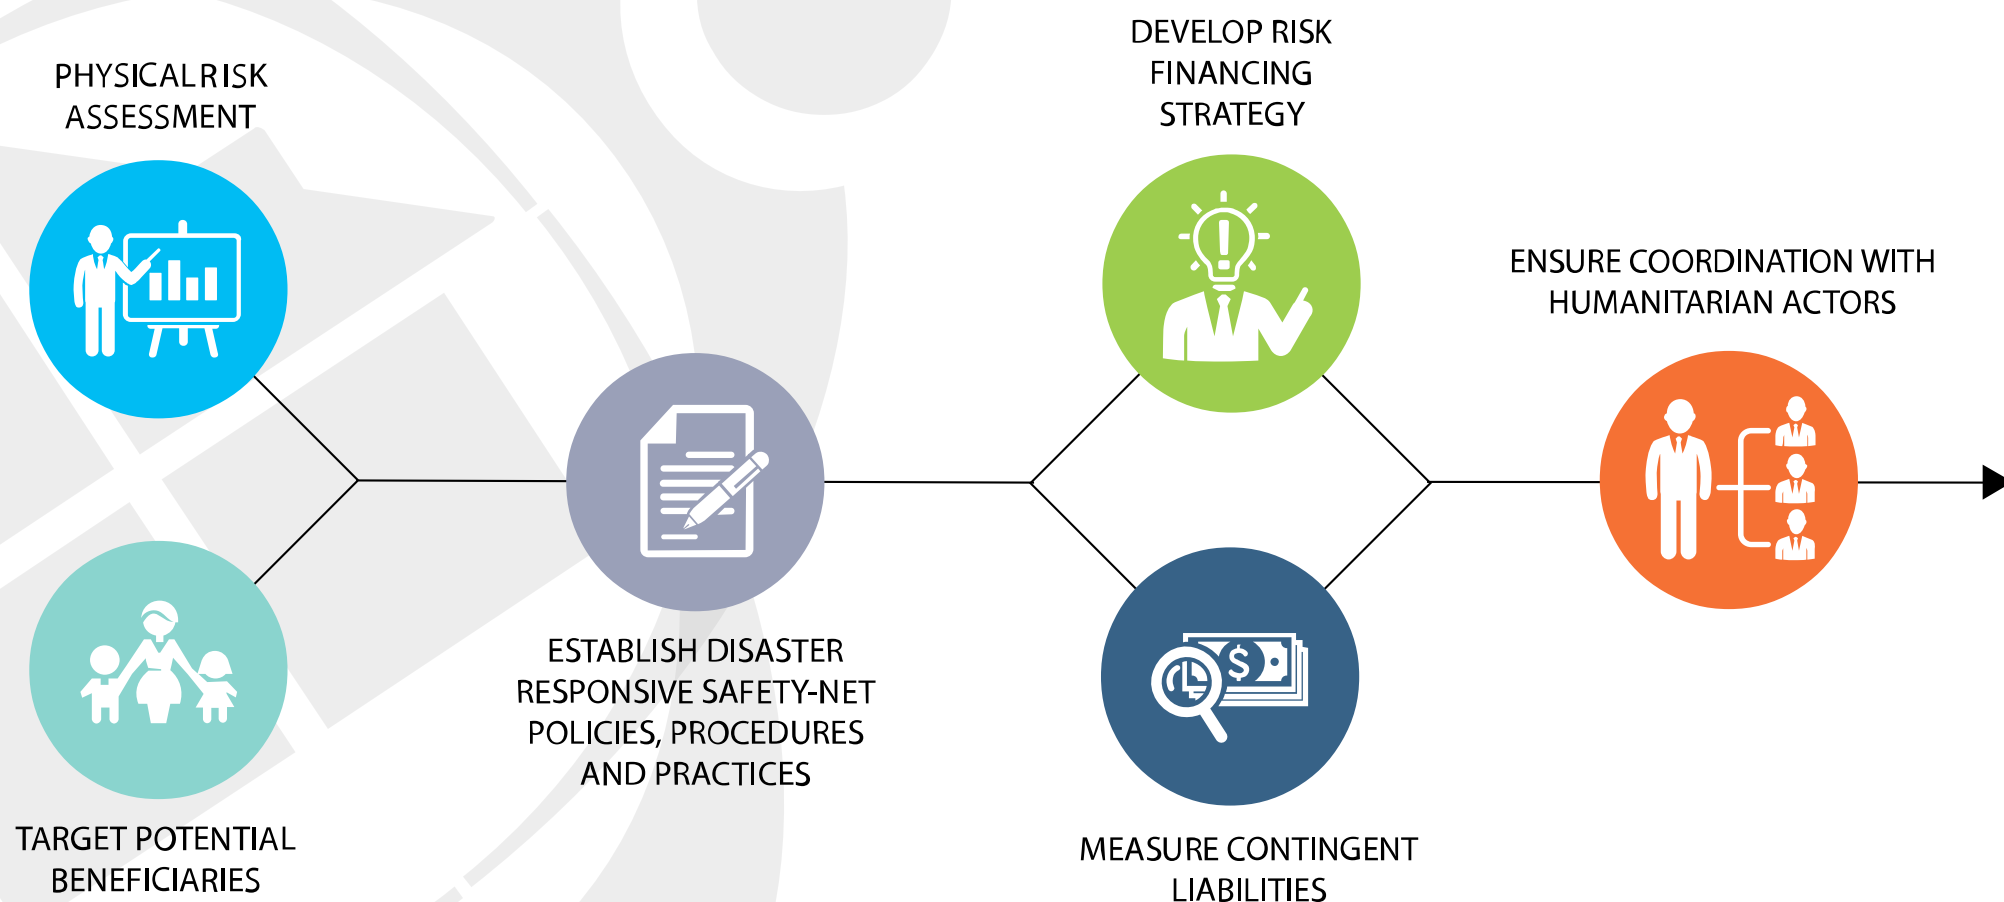 PHYSICAL RISK
ASSESSMENT
TARGET POTENTIAL
BENEFICIARIES
ESTABLISH DISASTER
RESPONSIVE SAFETY-NET
POLICIES, PROCEDURES
AND PRACTICES
DEVELOP RISK
FINANCING
STRATEGY
$
MEASURE CONTINGENT
LIABILITIES
ENSURE COORDINATION WITH
HUMANITARIAN ACTORS